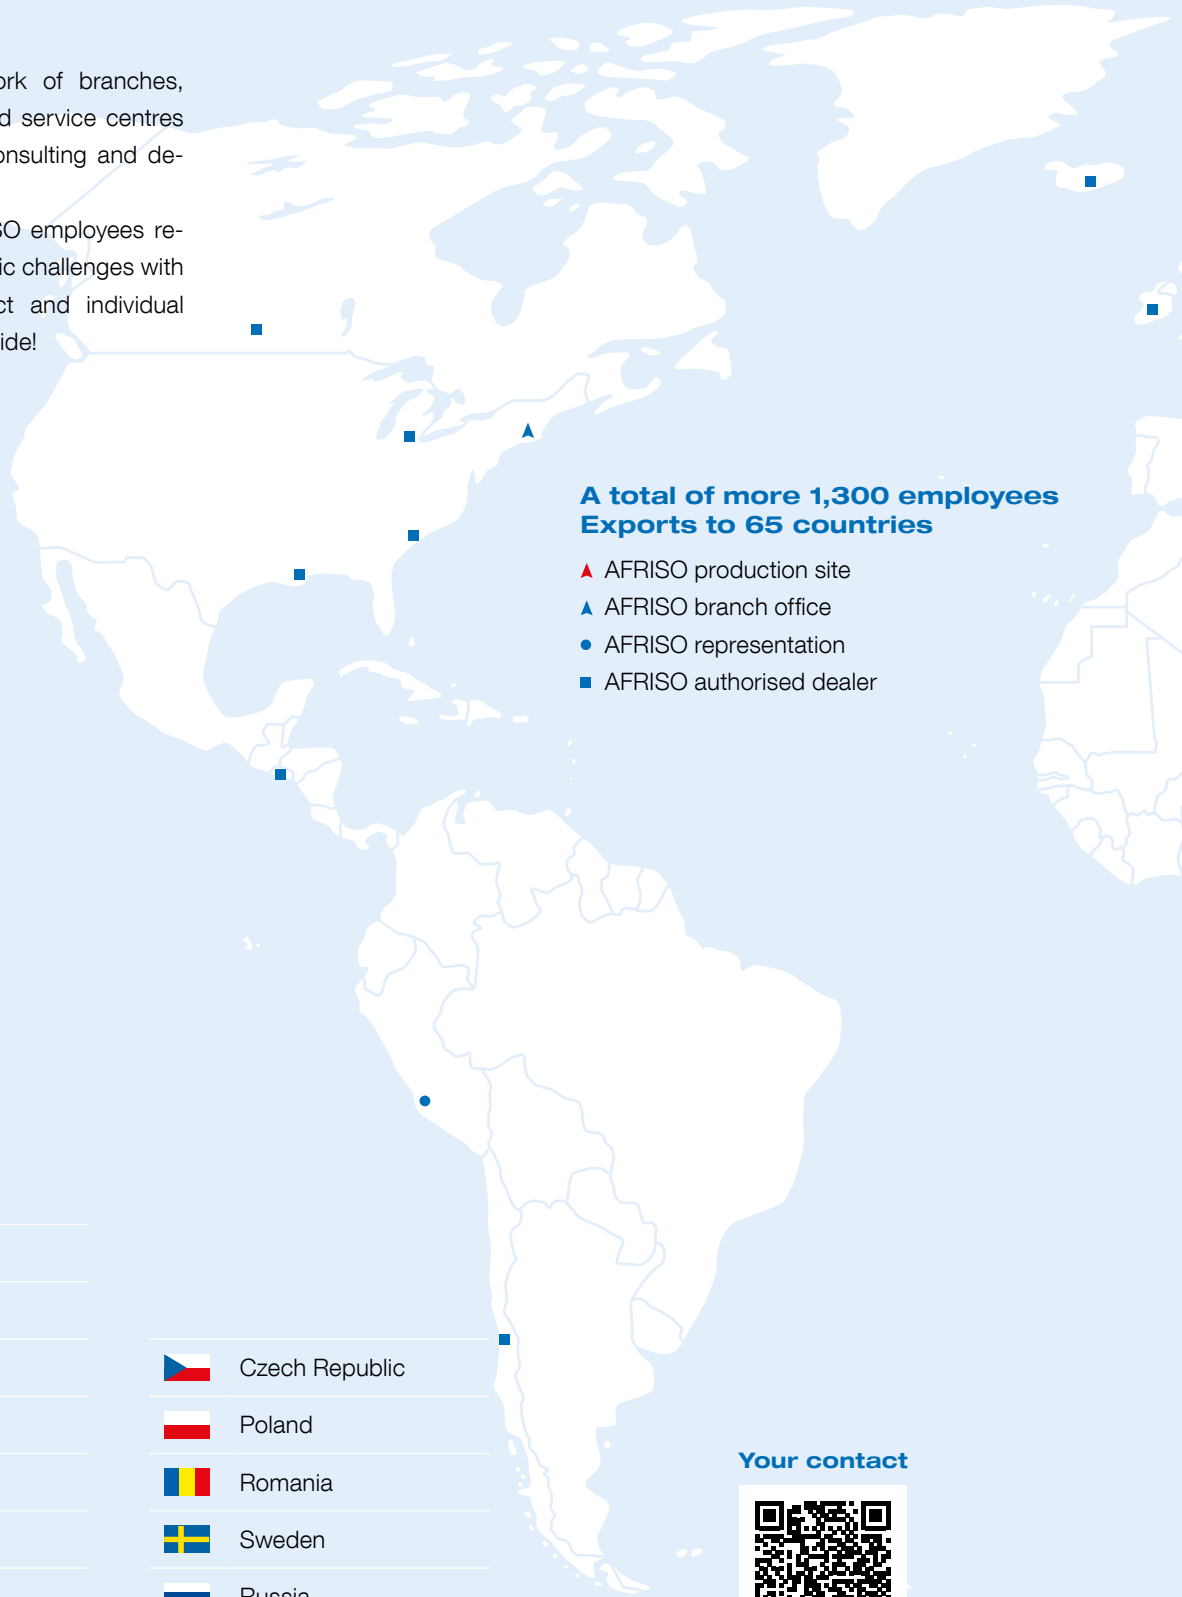 rk of branches,
d service centres
onsulting and de-
SO employees re-
ic challenges with
ct and individual
ide!
A total of more 1,300 employees
Exports to 65 countries
AFRISO production site
AFRISO branch office
AFRISO representation
AFRISO authorised dealer
Czech Republic
Poland
Romania
Sweden
Russia
Your contact